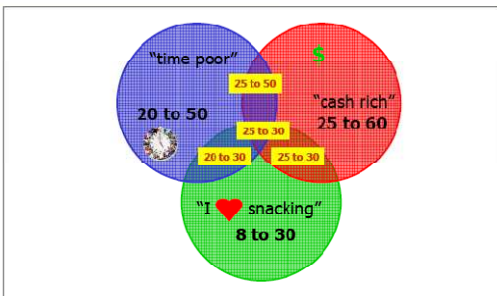 “time poor”
$
25 to 50
“cash rich”
20 to 50
25 to 60
25 to 30
20 to 30
25 to 30
“I ❤ snacking”
8 to 30